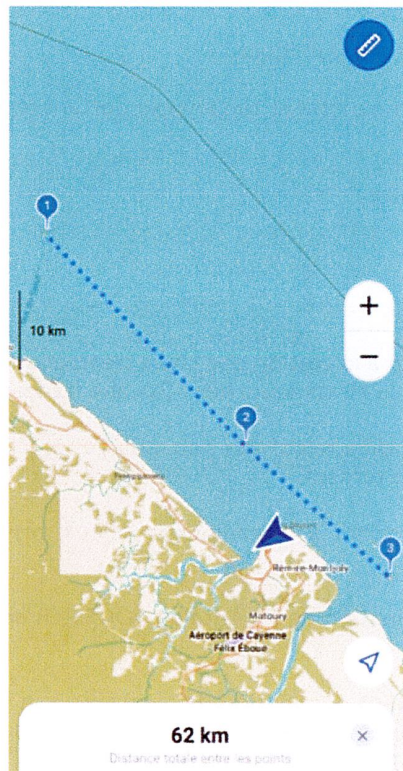 1
10 km
+
−
2
3
Rémire-Montjoly
Matoury
Aéroport de Cayenne
Félix Éboué
62 km
×
Distance totale entre les points